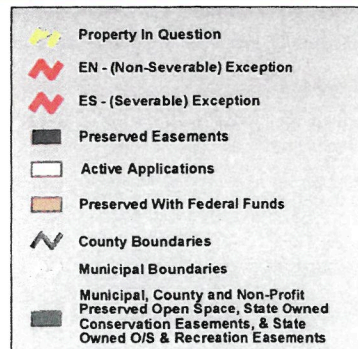 Property In Question
EN - (Non-Severable) Exception
ES - (Severable) Exception
Preserved Easements
Active Applications
Preserved With Federal Funds
County Boundaries
Municipal Boundaries
Municipal, County and Non-Profit
Preserved Open Space, State Owned
Conservation Easements, & State
Owned O/S & Recreation Easements